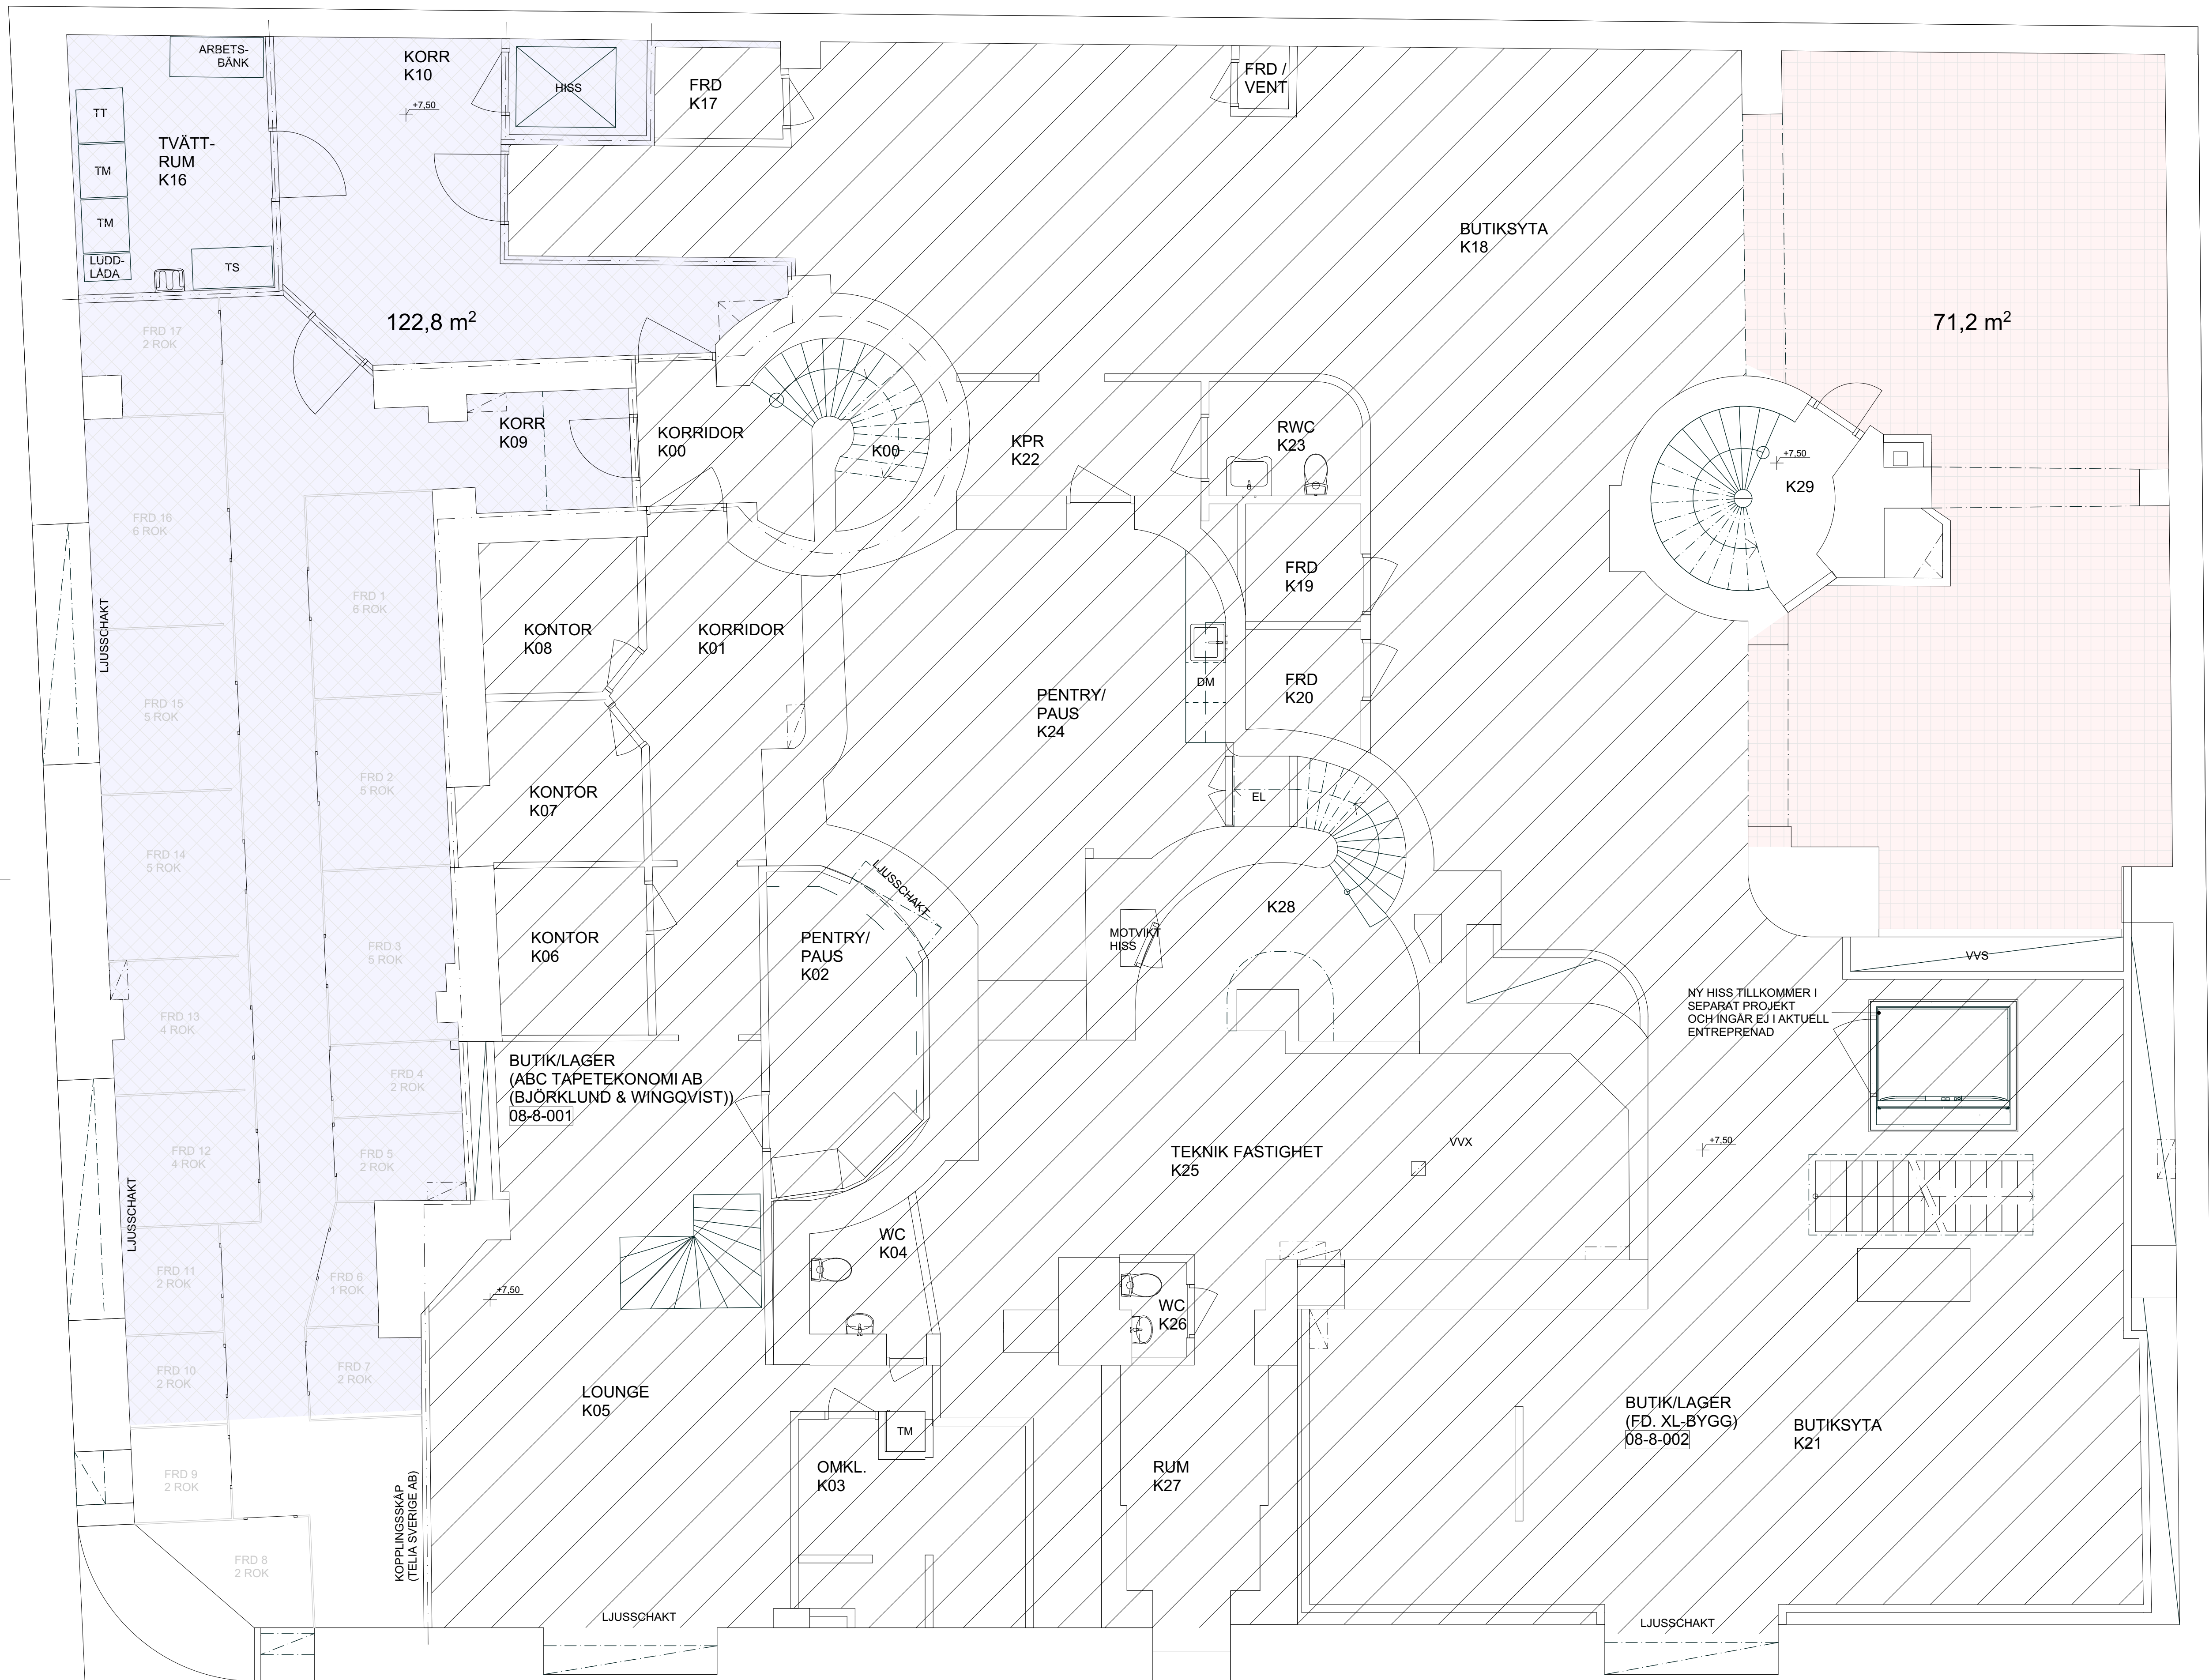 ARBETS-
BÄNK
KORR
K10
+7,50
HISS
FRD
K17
FRD /
VENT
TT
TM
TM
LUDD-
LÅDA
TS
TVÄTT-
RUM
K16
BUTIKSYTA
K18
122,8 m²
71,2 m²
FRD 17
2 ROK
KORR
K09
KORRIDOR
K00
K00
KPR
K22
RWC
K23
+7,50
K29
FRD 16
6 ROK
LJUSSCHAKT
FRD 1
6 ROK
KONTOR
K08
KORRIDOR
K01
FRD
K19
FRD 15
5 ROK
PENTRY/
PAUS
K24
DM
FRD
K20
FRD 2
5 ROK
KONTOR
K07
EL
FRD 14
5 ROK
LJUSSCHAKT
FRD 3
5 ROK
KONTOR
K06
PENTRY/
PAUS
K02
MOTVIKT
HISS
K28
VVS
NY HISS TILLKOMMER I
SEPARAT PROJEKT
OCH INGÅR EJ I AKTUELL
ENTREPRENAD
FRD 13
4 ROK
FRD 4
2 ROK
BUTIK/LAGER
(ABC TAPETEKONOMI AB
(BJÖRKLUND & WINGQVIST))
08-8-001
FRD 12
4 ROK
FRD 5
2 ROK
TEKNIK FASTIGHET
K25
VVX
+7,50
LJUSSCHAKT
WC
K04
FRD 11
2 ROK
FRD 6
1 ROK
+7,50
WC
K26
FRD 10
2 ROK
FRD 7
2 ROK
LOUNGE
K05
TM
BUTIK/LAGER
(FD. XL-BYGG)
08-8-002
BUTIKSYTA
K21
FRD 9
2 ROK
KOPPLINGSSKÅP
(TELIA SVERIGE AB)
OMKL.
K03
RUM
K27
FRD 8
2 ROK
LJUSSCHAKT
LJUSSCHAKT